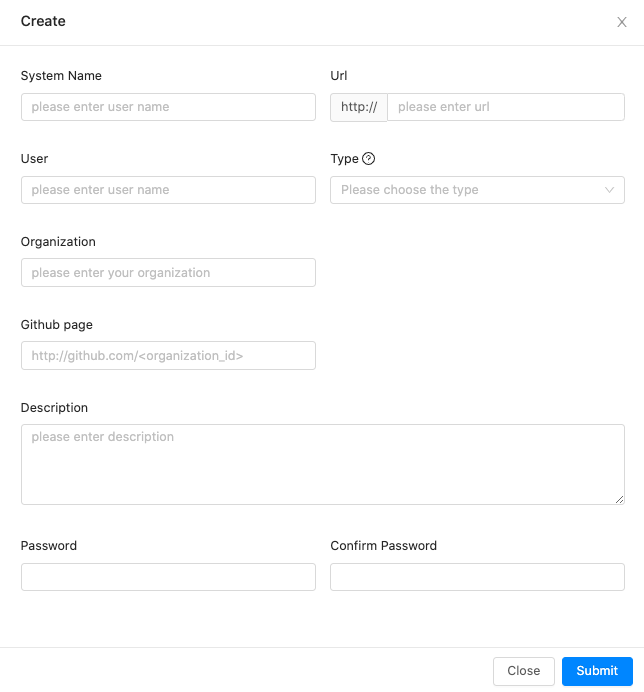 Create
System Name
Url
please enter user name
http://
please enter url
User
Type
please enter user name
Please choose the type
Organization
please enter your organization
Github page
http://github.com/<organization_id>
Description
please enter description
Password
Confirm Password
Close
Submit